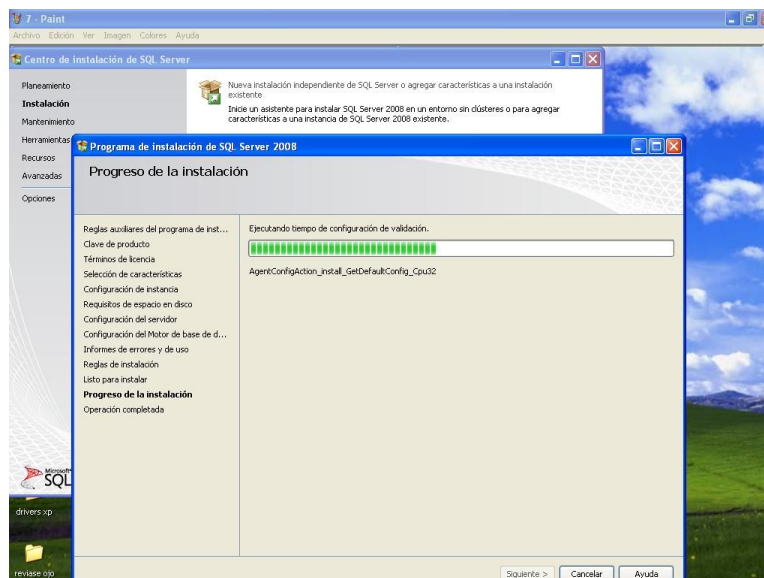 7 - Paint
Archivo Edición Ver Imagen Colores Ayuda
Centro de instalación de SQL Server
Planeamiento
Instalación
Mantenimiento
Herramientas
Recursos
Avanzadas
Opciones
Nueva instalación independiente de SQL Server o agregar características a una instalación
existente
Inicie un asistente para instalar SQL Server 2008 en un entorno sin clústeres o para agregar
características a una instancia de SQL Server 2008 existente.
Programa de instalación de SQL Server 2008
Progreso de la instalación
Reglas auxiliares del programa de inst...
Clave de producto
Términos de licencia
Selección de características
Configuración de instancia
Requisitos de espacio en disco
Configuración del servidor
Configuración del Motor de base de d...
Informes de errores y de uso
Reglas de instalación
Listo para instalar
Progreso de la instalación
Operación completada
Ejecutando tiempo de configuración de validación.
AgentConfigAction_install_GetDefaultConfig_Cpu32
Microsoft
SQL
drivers xp
reviase ojo
Siguiente > Cancelar Ayuda